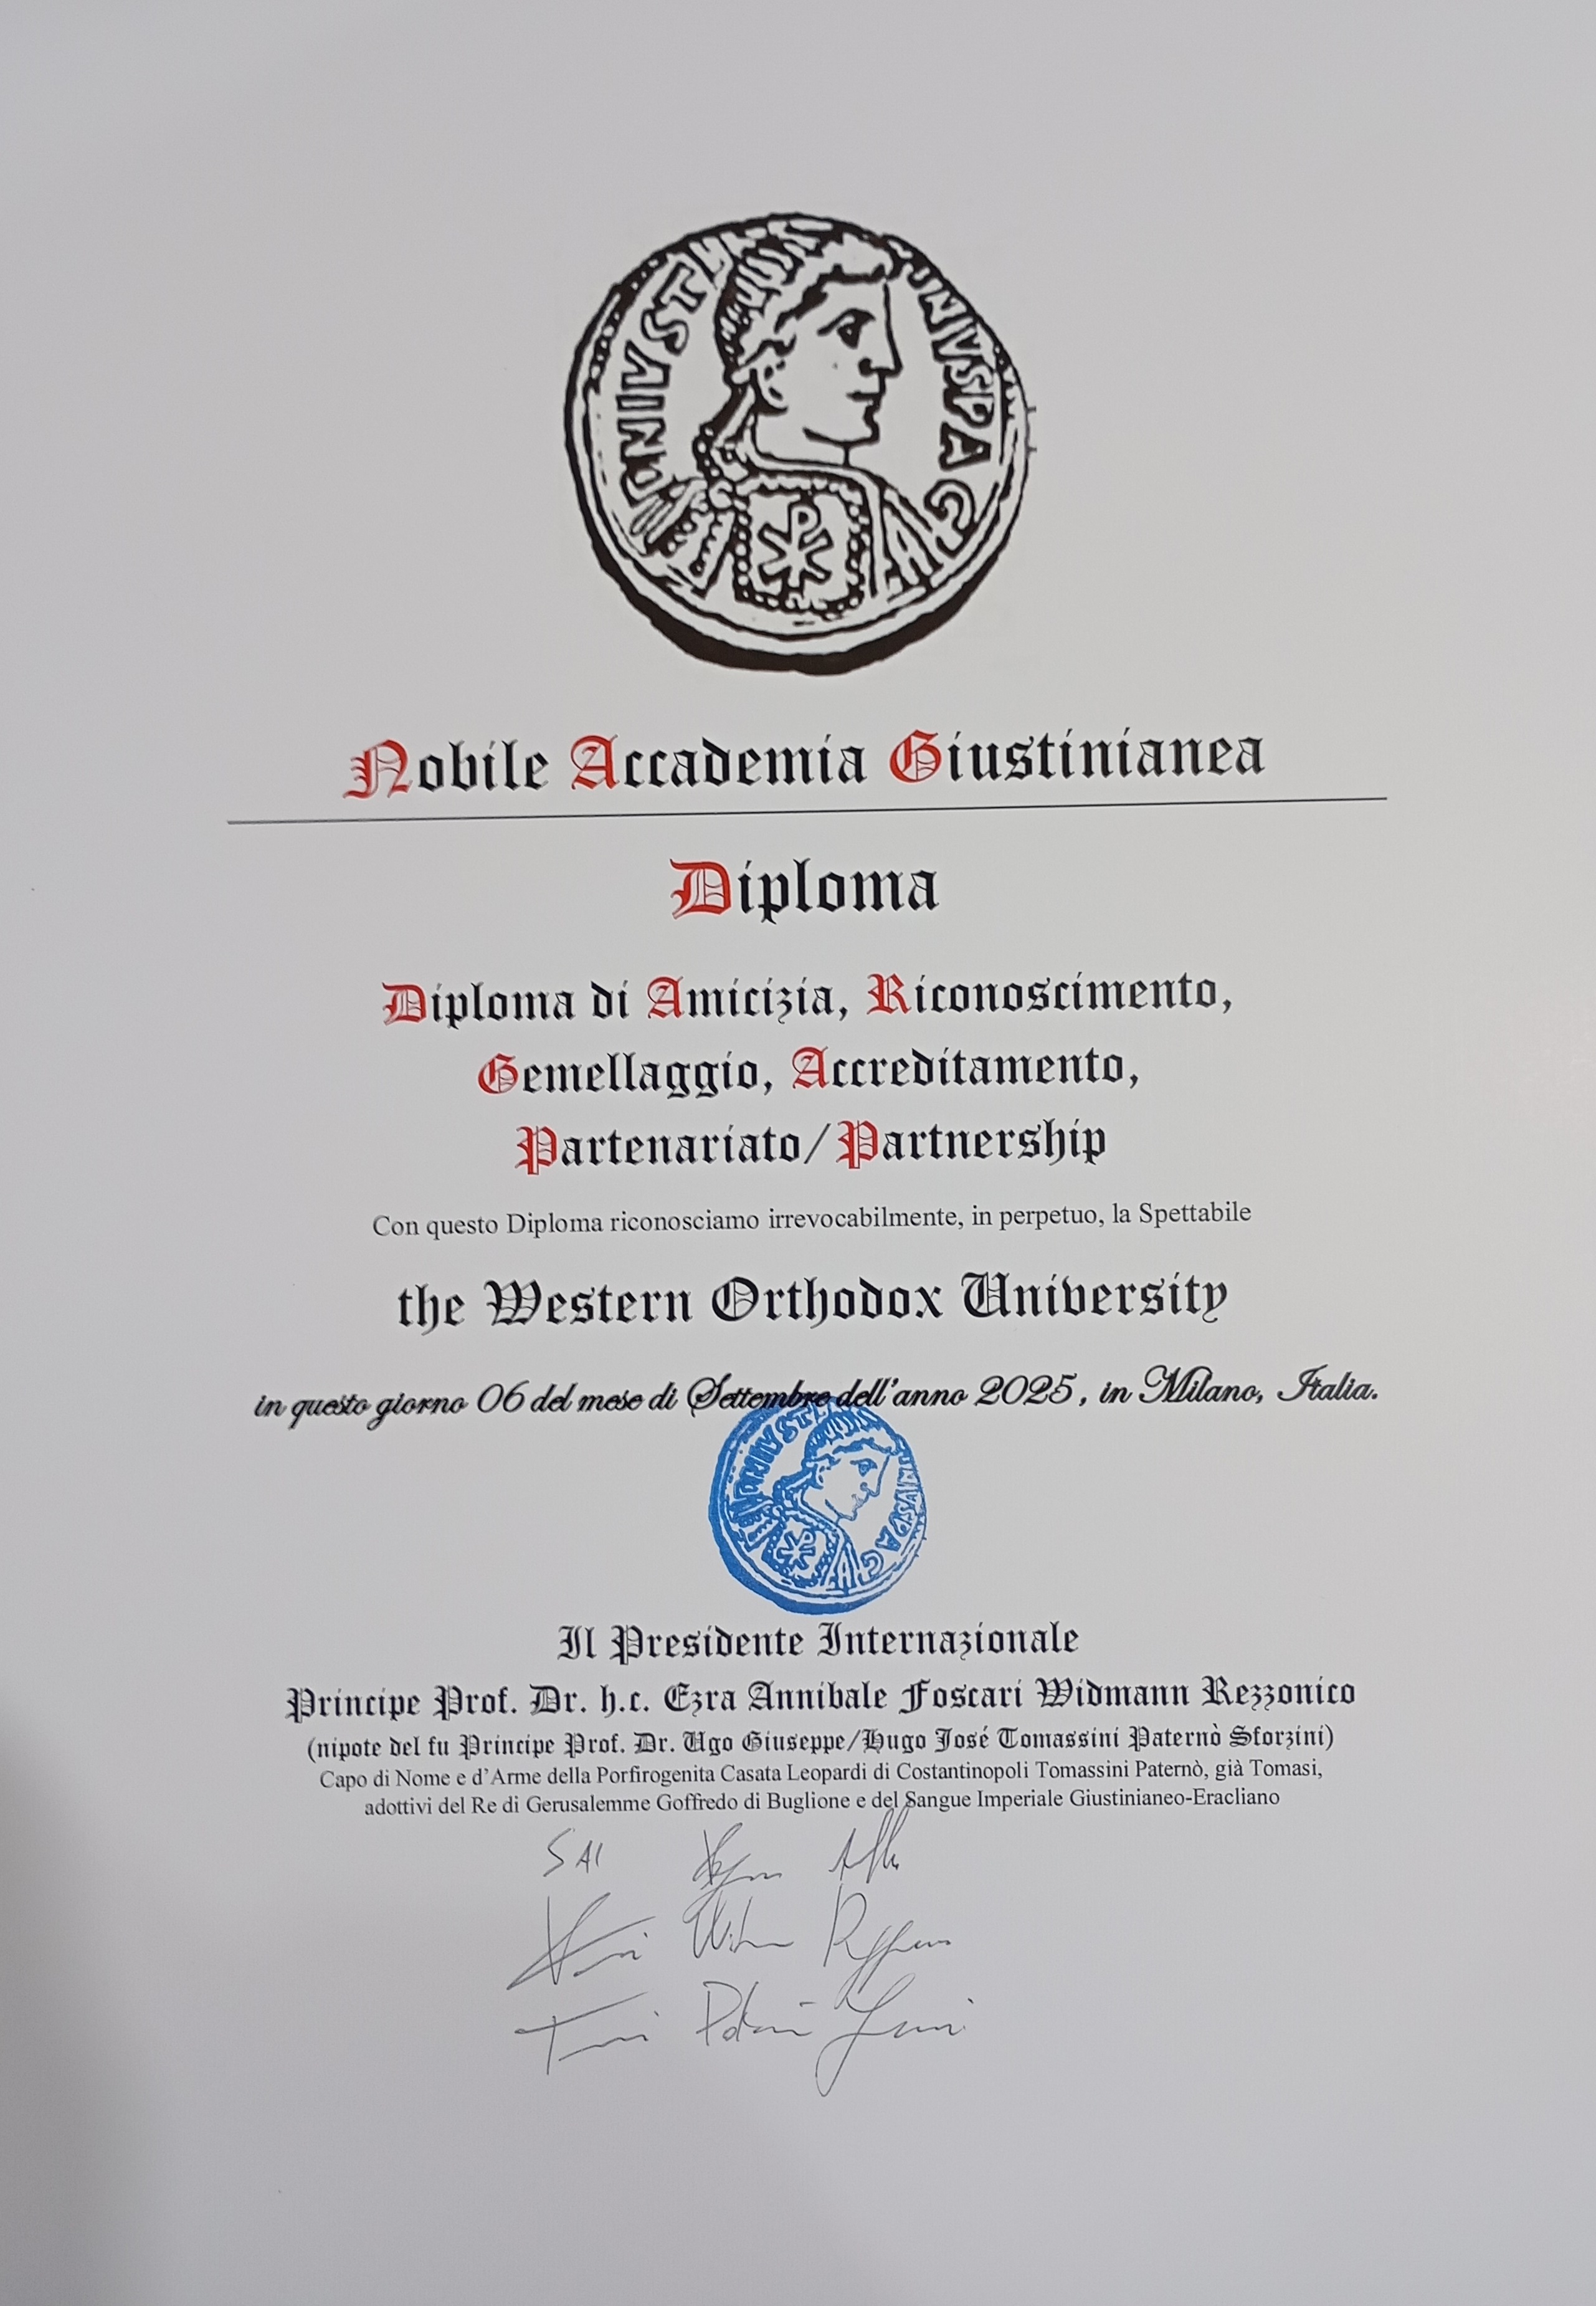 DNIVSTINI
NVSPAG
Nobile Accademia Giustinianea
Diploma
Diploma di Amicizia, Riconoscimento,
Gemellaggio, Accreditamento,
Partenariato/Partnership
Con questo Diploma riconosciamo irrevocabilmente, in perpetuo, la Spettabile
the Western Orthodox University
in questo giorno 06 del mese di Settembre dell'anno 2025, in Milano, Italia.
Il Presidente Internazionale
Principe Prof. Dr. h.c. Ezra Annibale Foscari Widmann Rezzonico
(nipote del fu Principe Prof. Dr. Ugo Giuseppe/Hugo José Tomassini Paternò Sforzini)
Capo di Nome e d'Arme della Porfirogenita Casata Leopardi di Costantinopoli Tomassini Paternò, già Tomasi,
adottivi del Re di Gerusalemme Goffredo di Buglione e del Sangue Imperiale Giustinianeo-Eracliano
SAI